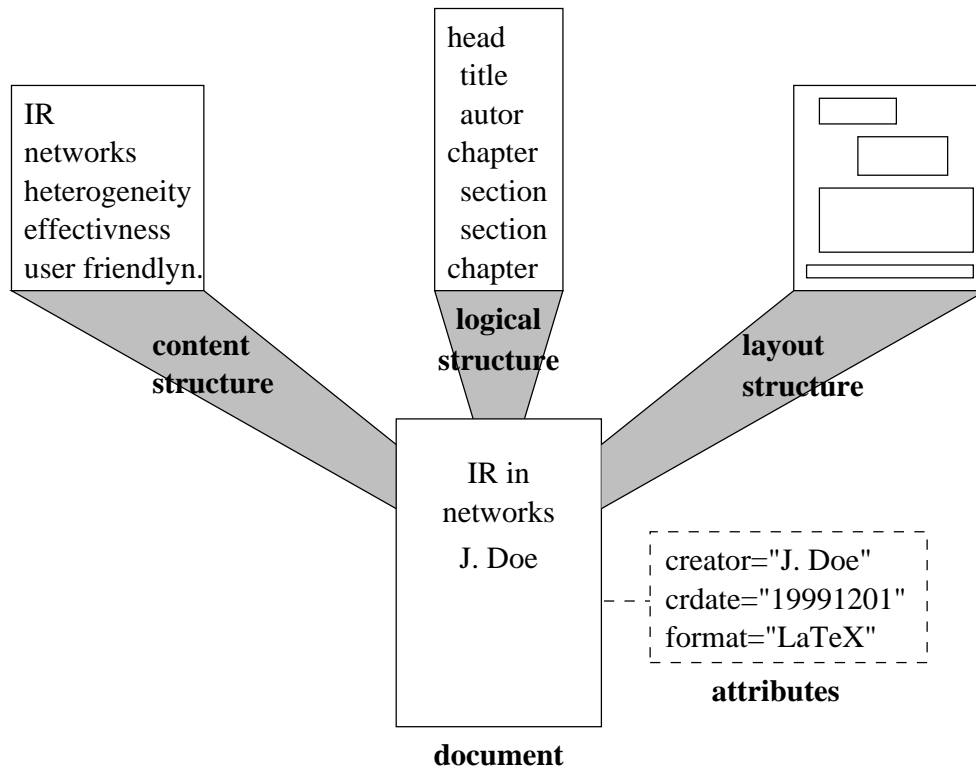 IR
networks
heterogeneity
effectivness
user friendlyn.
content
structure
head
title
autor
chapter
section
section
chapter
logical
structure
layout
structure
IR in
networks
J. Doe
document
creator="J. Doe"
crdate="19991201"
format="LaTeX"
attributes